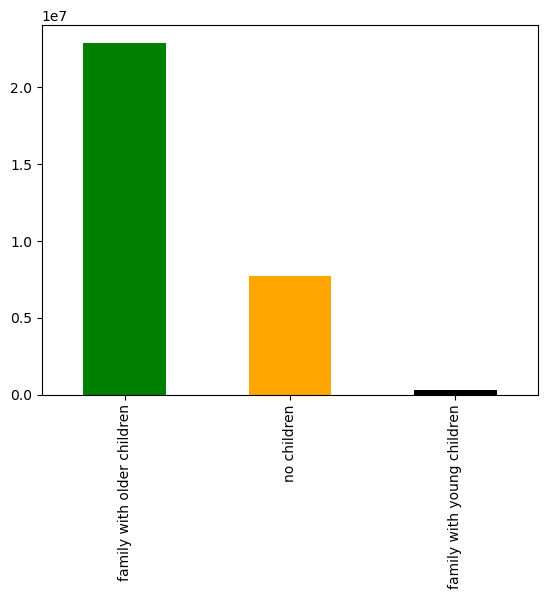 1e7
2.0
1.5
1.0
0.5
0.0
family with older children
no children
family with young children